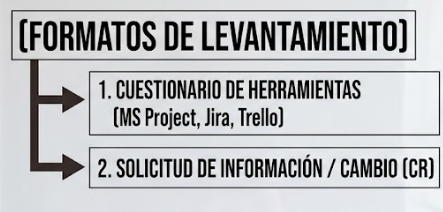 (FORMATOS DE LEVANTAMIENTO)
1. CUESTIONARIO DE HERRAMIENTAS
(MS Project, Jira, Trello)
2. SOLICITUD DE INFORMACIÓN / CAMBIO (CR)